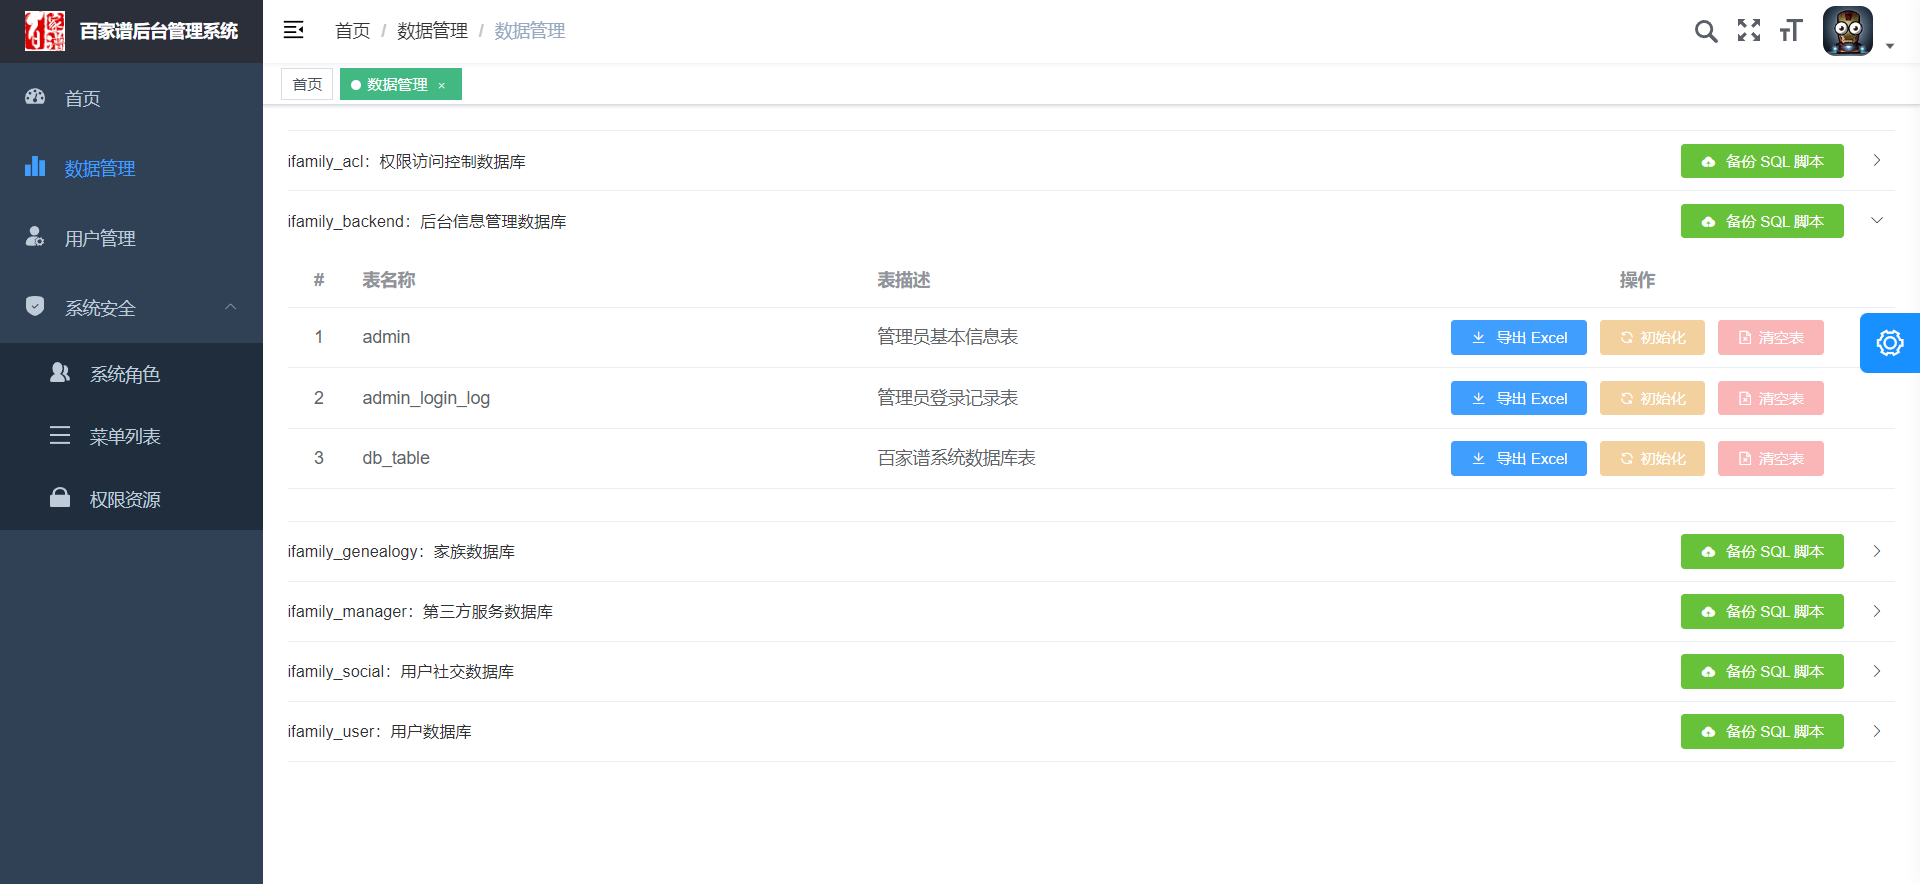 百家谱后台管理系统
首页 / 数据管理 / 数据管理
首页
数据管理 ×
首页
数据管理
用户管理
系统安全
系统角色
菜单列表
权限资源
ifamily_acl：权限访问控制数据库 备份 SQL 脚本
ifamily_backend：后台信息管理数据库 备份 SQL 脚本
# 表名称 表描述 操作
1 admin 管理员基本信息表 导出 Excel 初始化 清空表
2 admin_login_log 管理员登录记录表 导出 Excel 初始化 清空表
3 db_table 百家谱系统数据库表 导出 Excel 初始化 清空表
ifamily_genealogy：家族数据库 备份 SQL 脚本
ifamily_manager：第三方服务数据库 备份 SQL 脚本
ifamily_social：用户社交数据库 备份 SQL 脚本
ifamily_user：用户数据库 备份 SQL 脚本